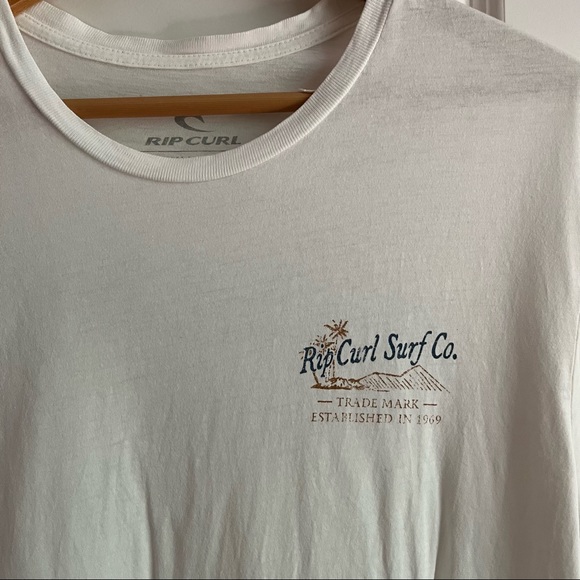 RIP CURL
Rip Curl Surf Co.
— TRADE MARK —
ESTABLISHED IN 1969